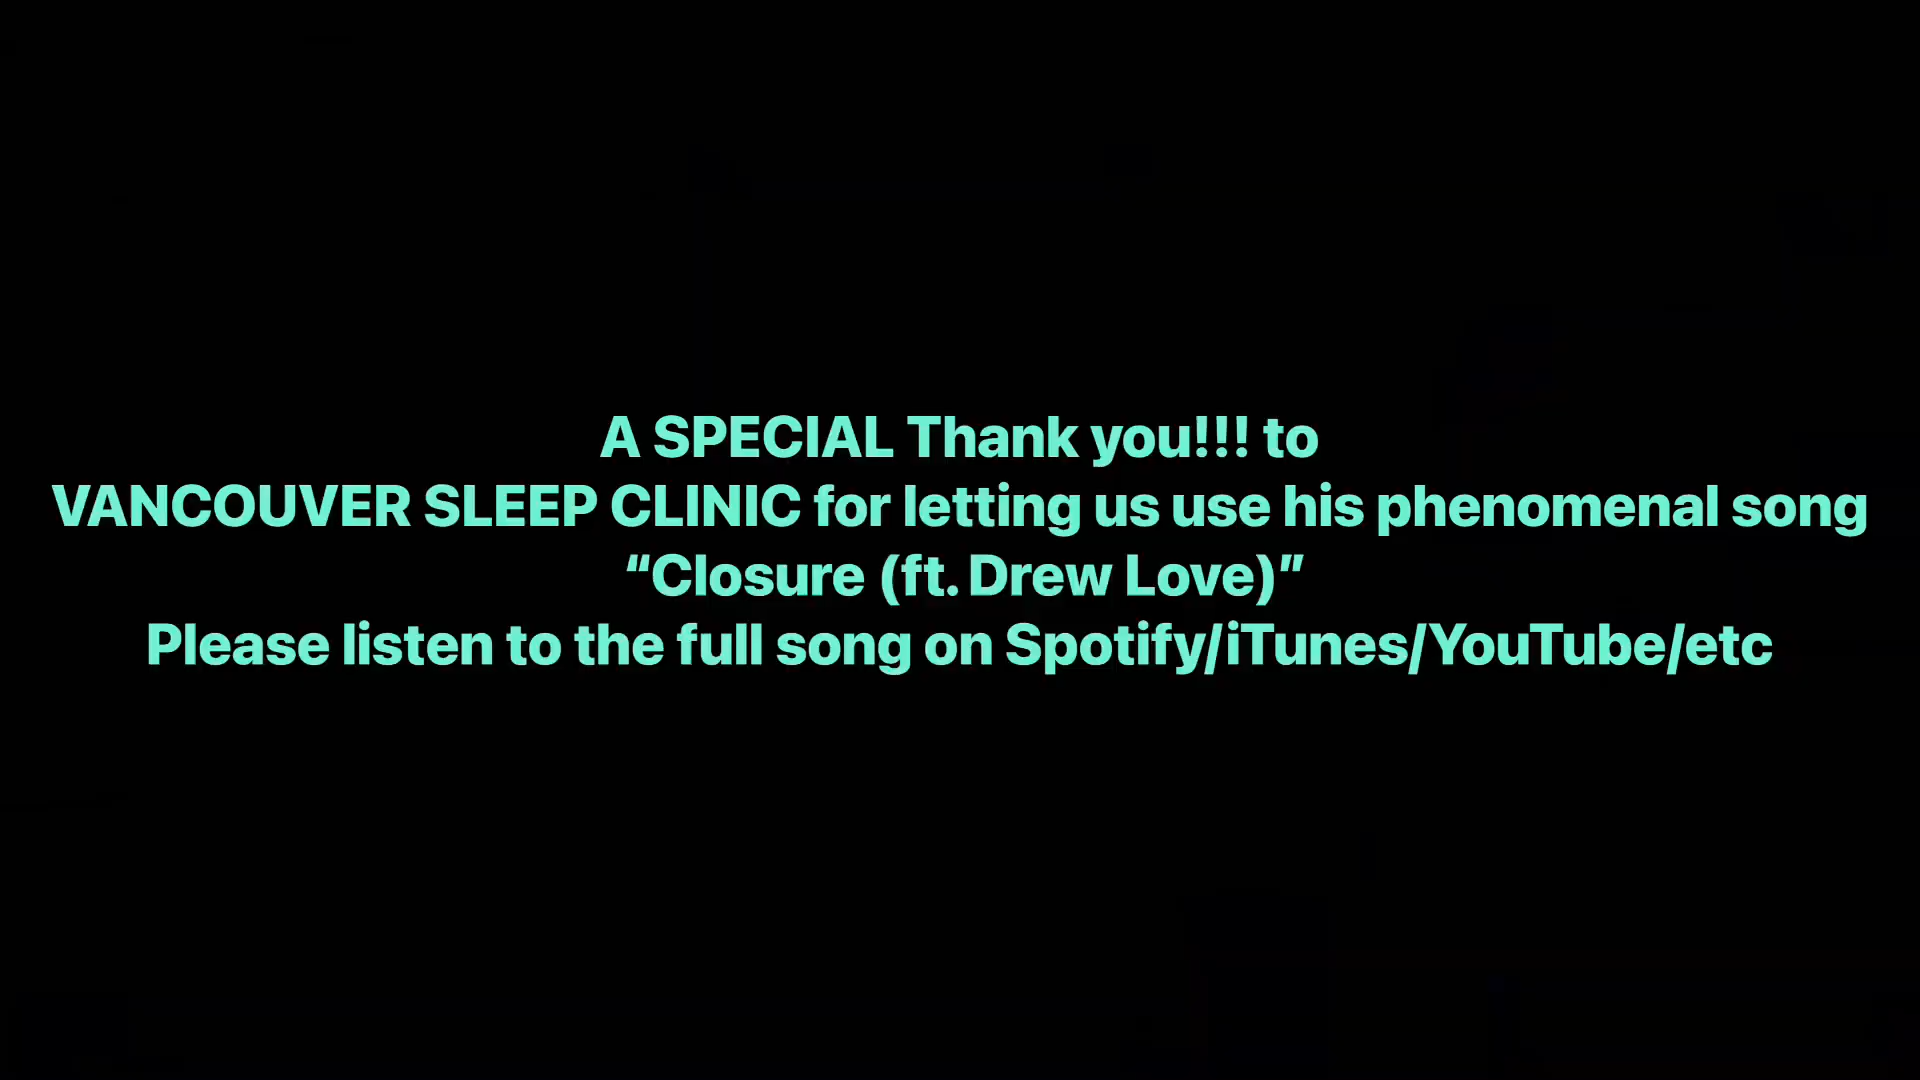 A SPECIAL Thank you!!! to
VANCOUVER SLEEP CLINIC for letting us use his phenomenal song
“Closure (ft. Drew Love)”
Please listen to the full song on Spotify/iTunes/YouTube/etc